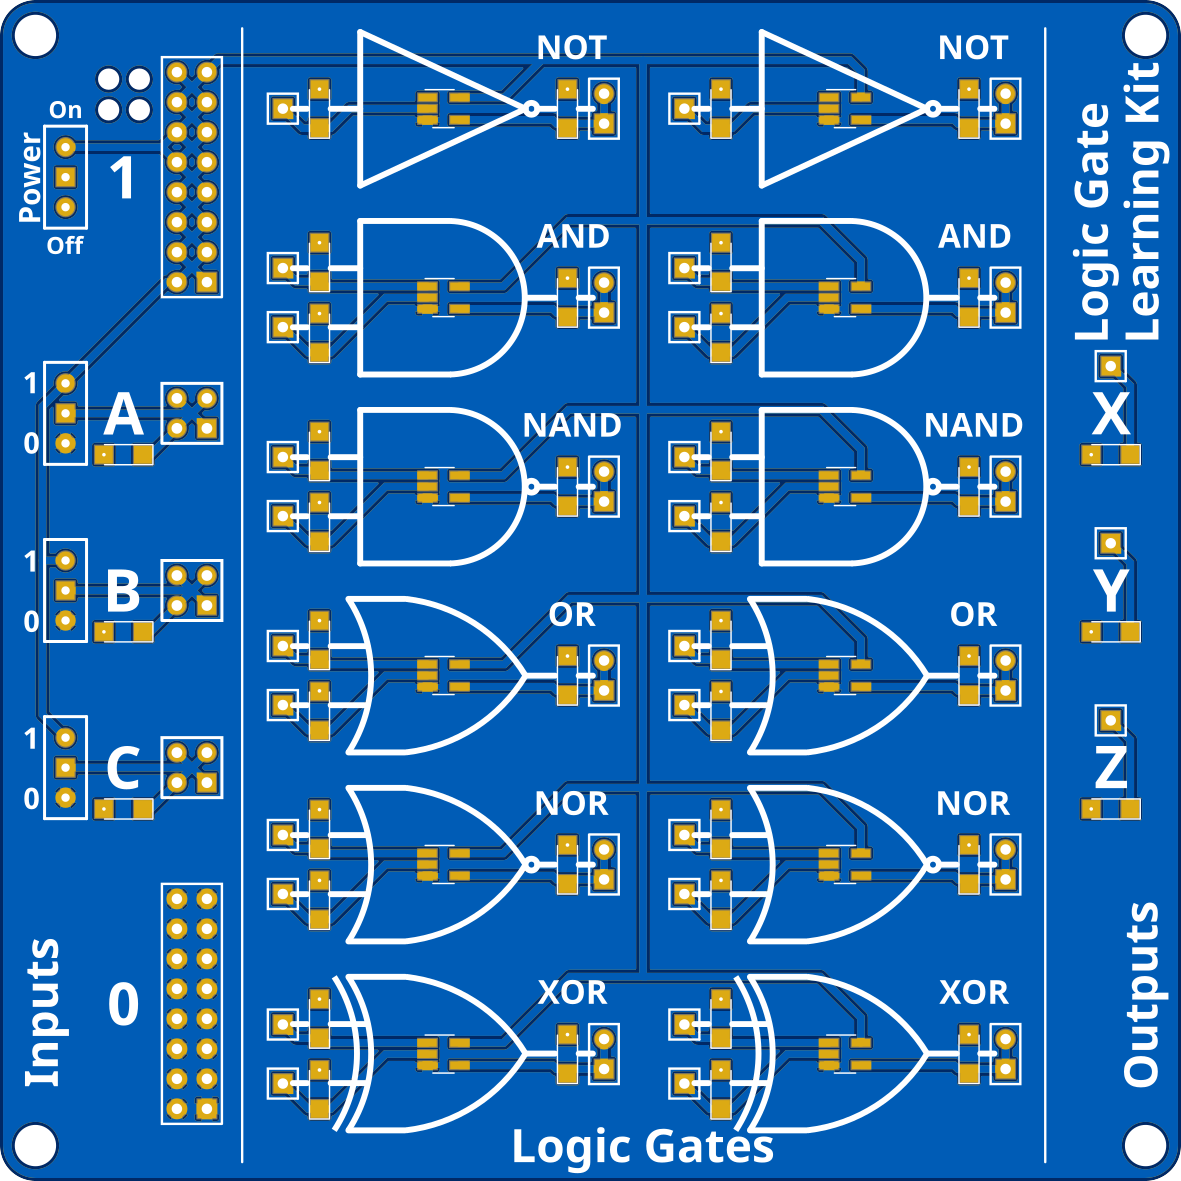 On
Power
Off
1
1
A
0
1
B
0
1
C
0
0
Inputs
NOT
NOT
AND
AND
NAND
NAND
OR
OR
NOR
NOR
XOR
XOR
Logic Gates
Logic Gate
Learning Kit
X
Y
Z
Outputs